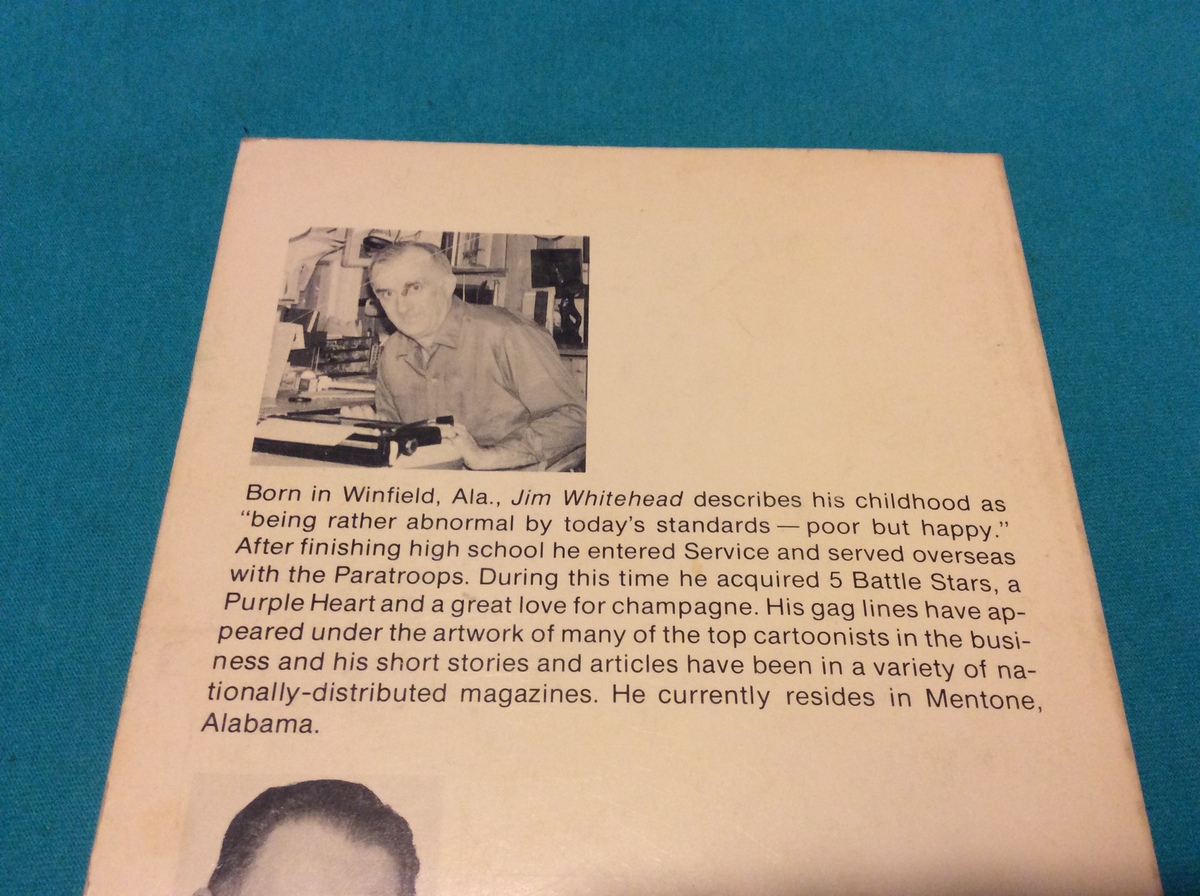 Born in Winfield, Ala., Jim Whitehead describes his childhood as
“being rather abnormal by today’s standards — poor but happy.”
After finishing high school he entered Service and served overseas
with the Paratroops. During this time he acquired 5 Battle Stars, a
Purple Heart and a great love for champagne. His gag lines have ap-
peared under the artwork of many of the top cartoonists in the busi-
ness and his short stories and articles have been in a variety of na-
tionally-distributed magazines. He currently resides in Mentone,
Alabama.